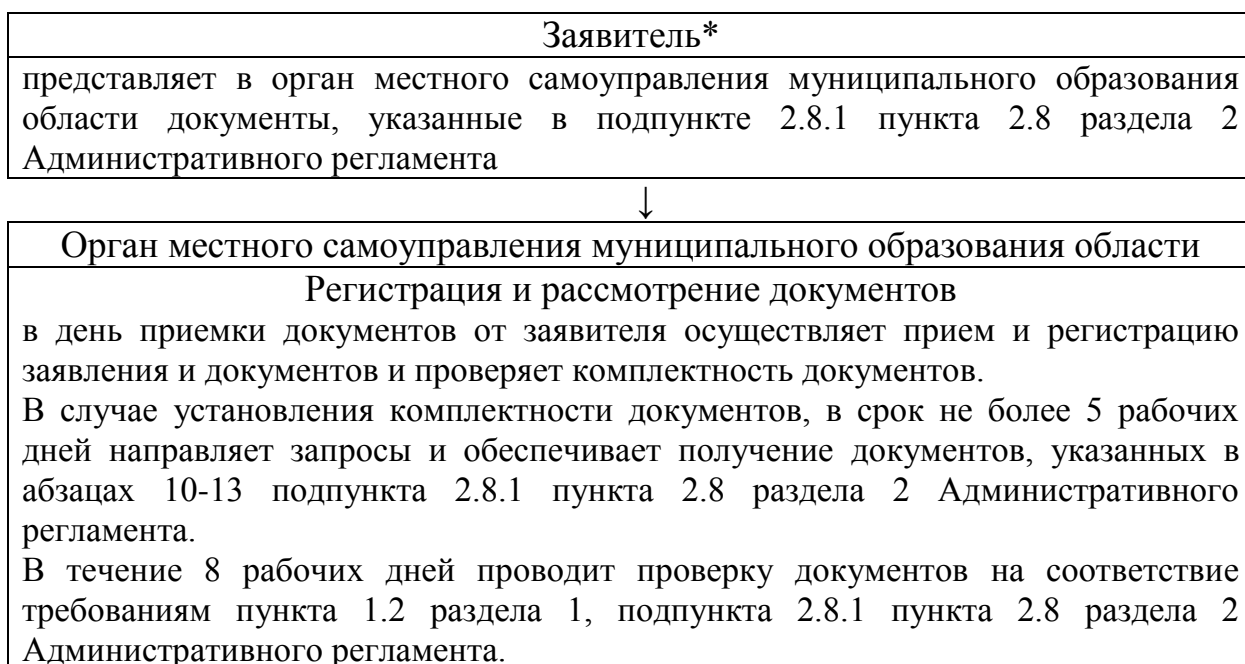 Заявитель*
представляет в орган местного самоуправления муниципального образования
области документы, указанные в подпункте 2.8.1 пункта 2.8 раздела 2
Административного регламента
↓
Орган местного самоуправления муниципального образования области
Регистрация и рассмотрение документов
в день приемки документов от заявителя осуществляет прием и регистрацию
заявления и документов и проверяет комплектность документов.
В случае установления комплектности документов, в срок не более 5 рабочих
дней направляет запросы и обеспечивает получение документов, указанных в
абзацах 10-13 подпункта 2.8.1 пункта 2.8 раздела 2 Административного
регламента.
В течение 8 рабочих дней проводит проверку документов на соответствие
требованиям пункта 1.2 раздела 1, подпункта 2.8.1 пункта 2.8 раздела 2
Административного регламента.